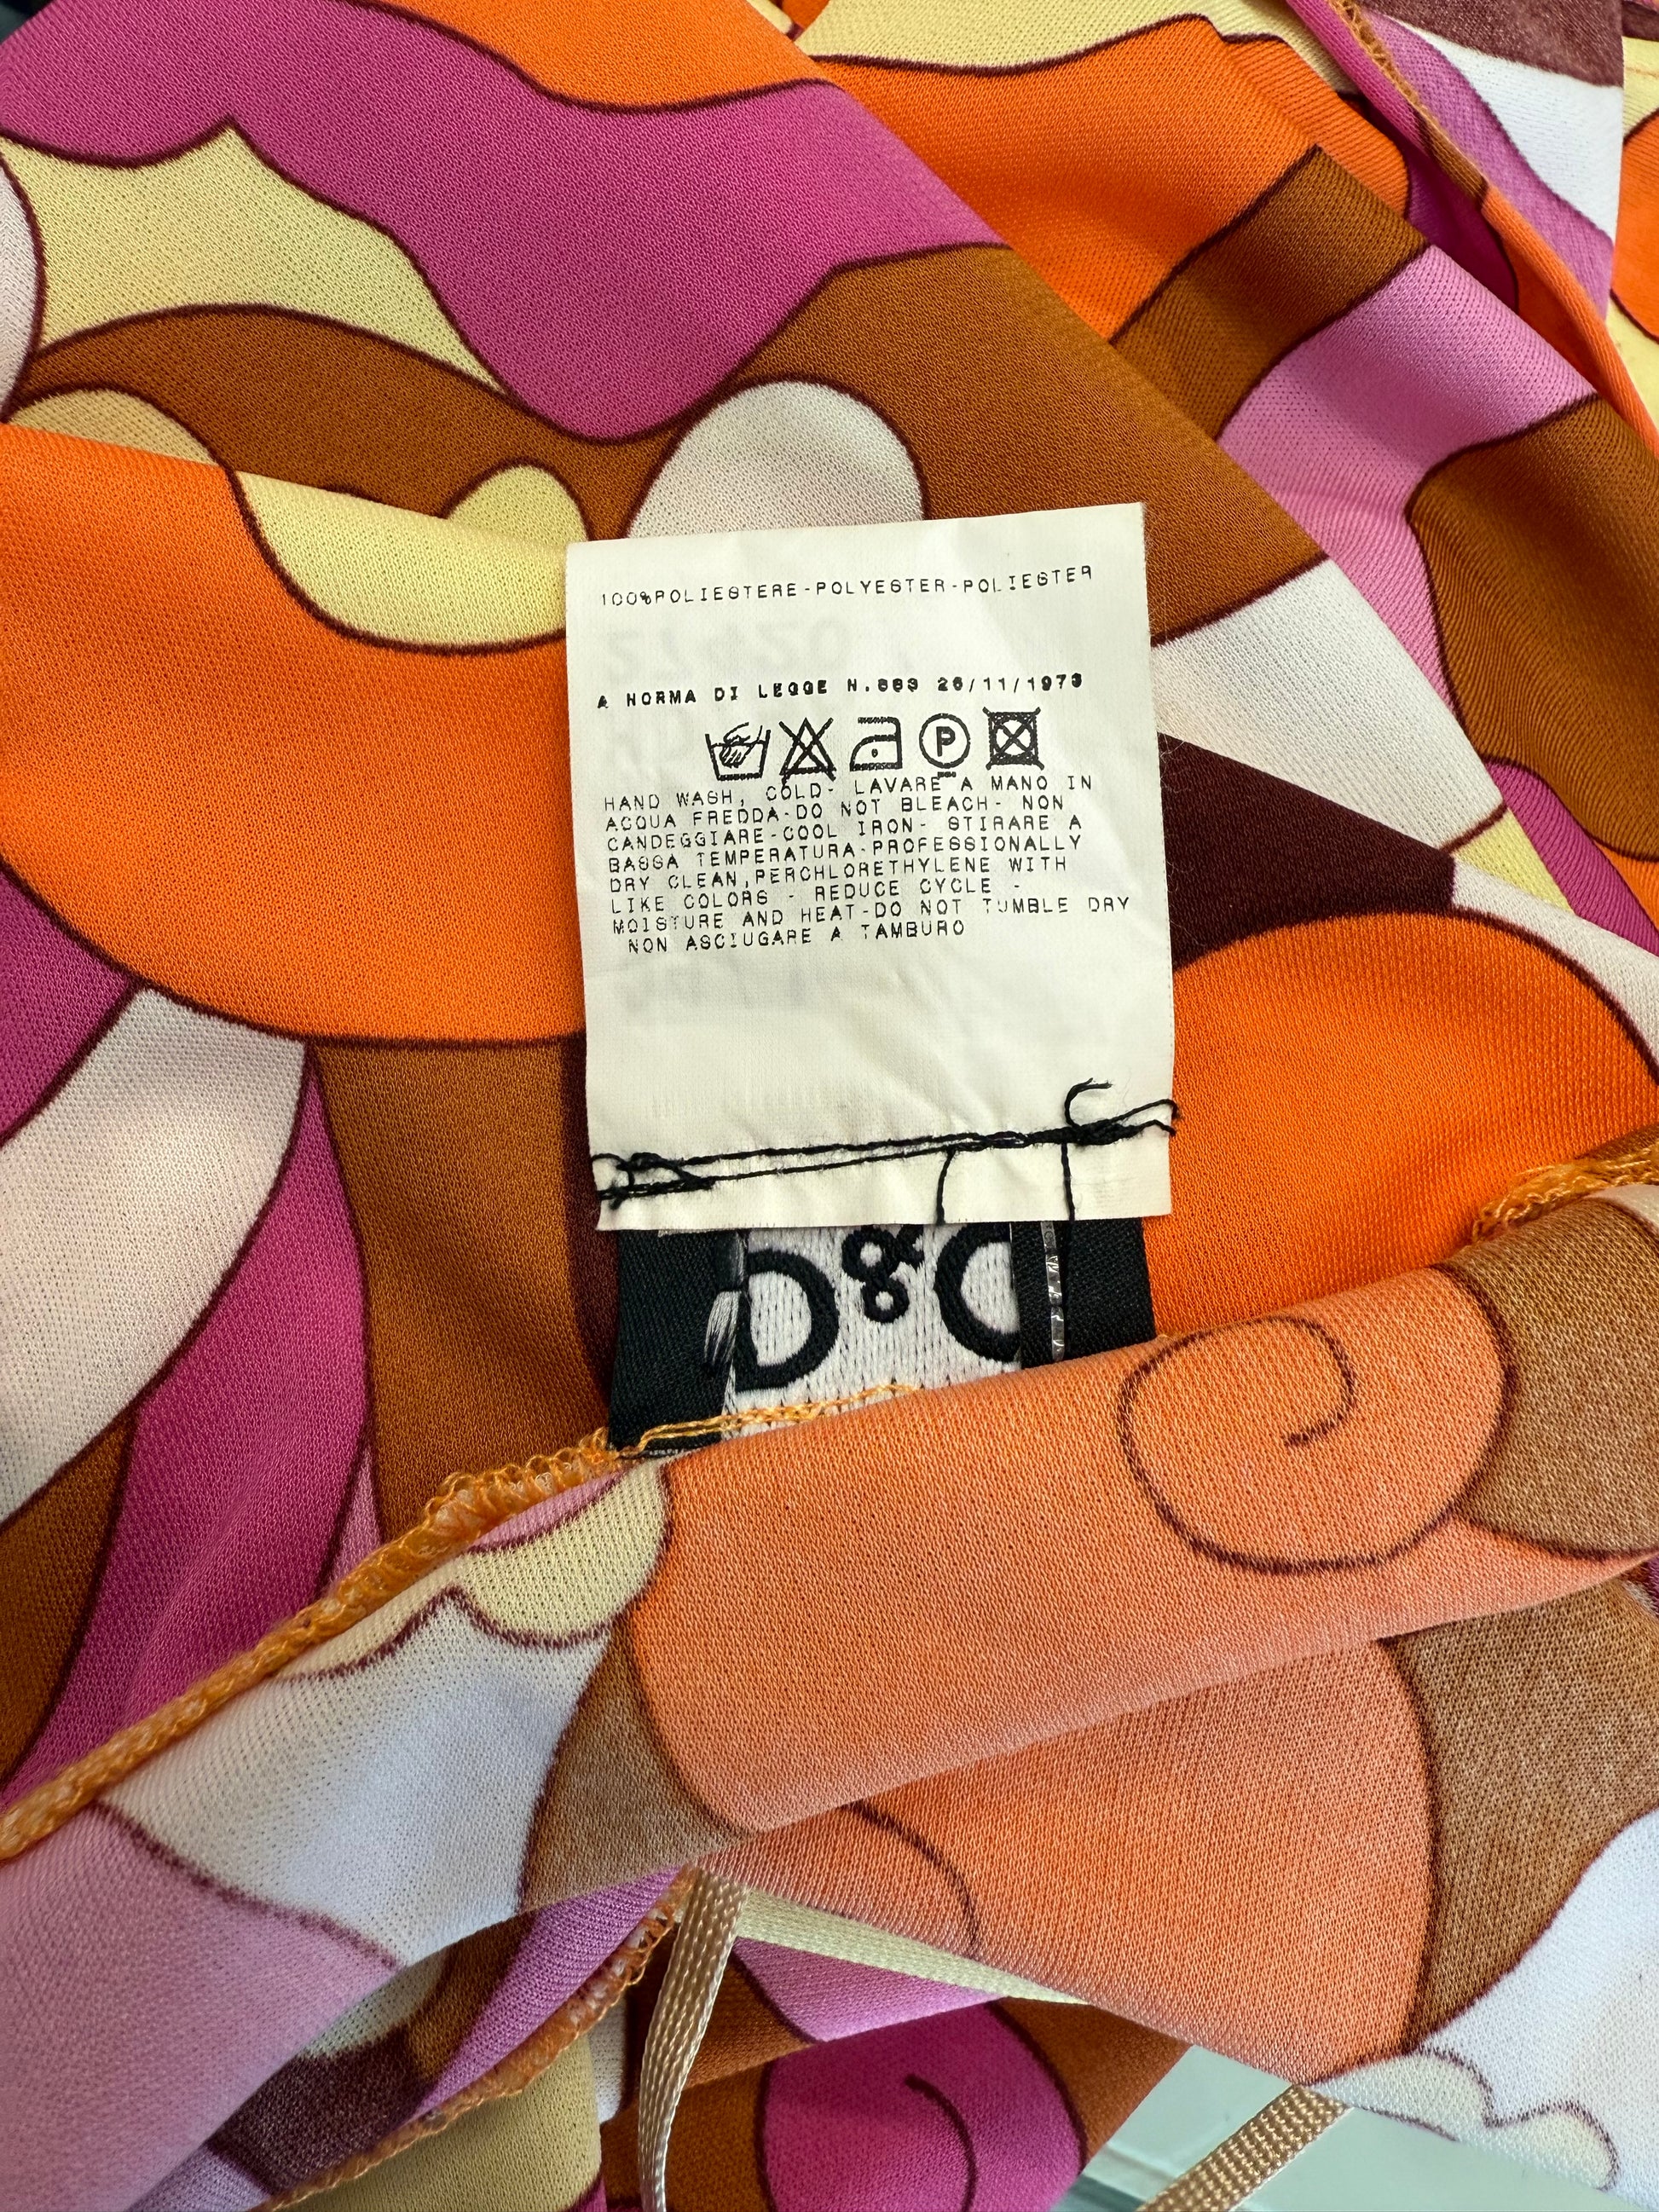 100%POLIESTERE-POLYESTER-POLIESTER
A NORMA DI LEGGE N.883 26/11/1973
P
HAND WASH, COLD- LAVARE A MANO IN
ACQUA FREDDA-DO NOT BLEACH- NON
CANDEGGIARE-COOL IRON- STIRARE A
BASSA TEMPERATURA-PROFESSIONALLY
DRY CLEAN,PERCHLORETHYLENE WITH
LIKE COLORS - REDUCE CYCLE -
MOISTURE AND HEAT-DO NOT TUMBLE DRY
NON ASCIUGARE A TAMBURO
D&G